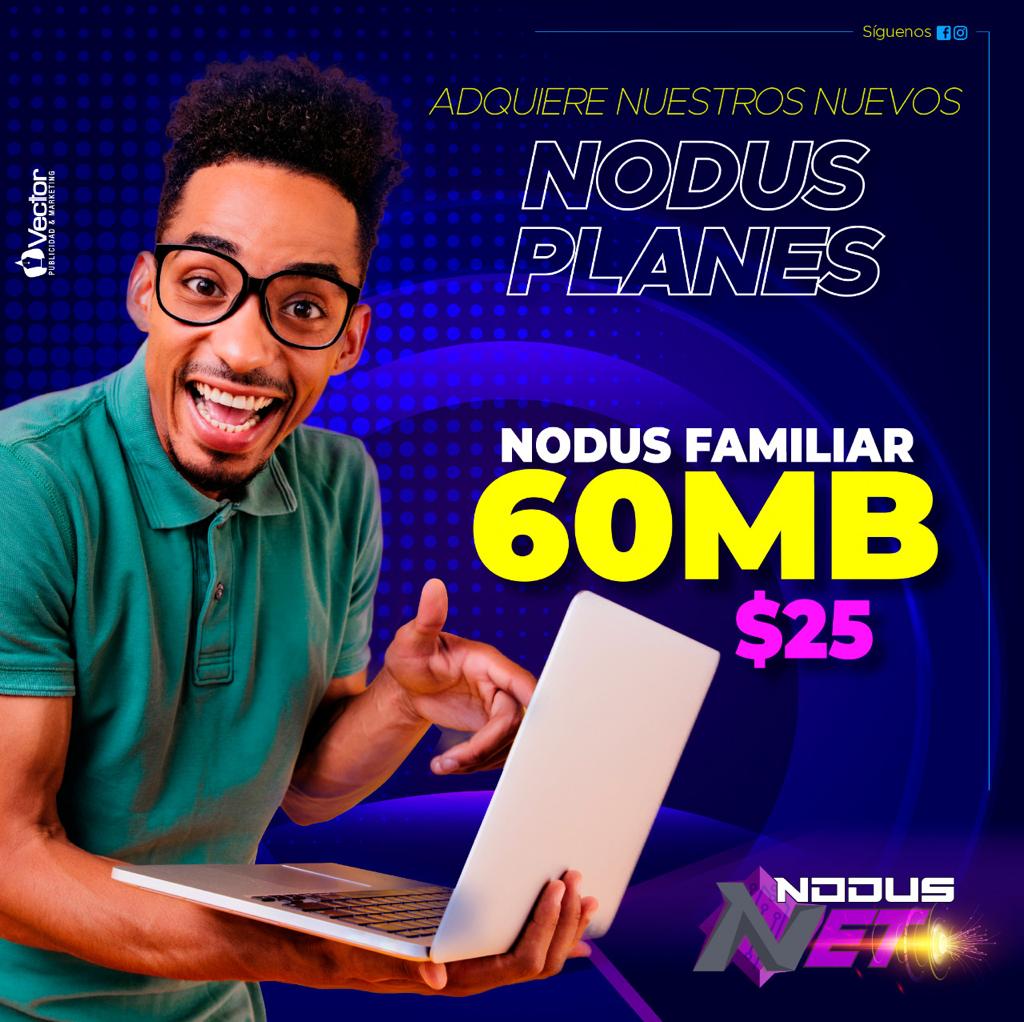 Síguenos
ADQUIERE NUESTROS NUEVOS
NODUS
PLANES
Vector
PUBLICIDAD & MARKETING
NODUS FAMILIAR
60MB
$25
NODUS
NET